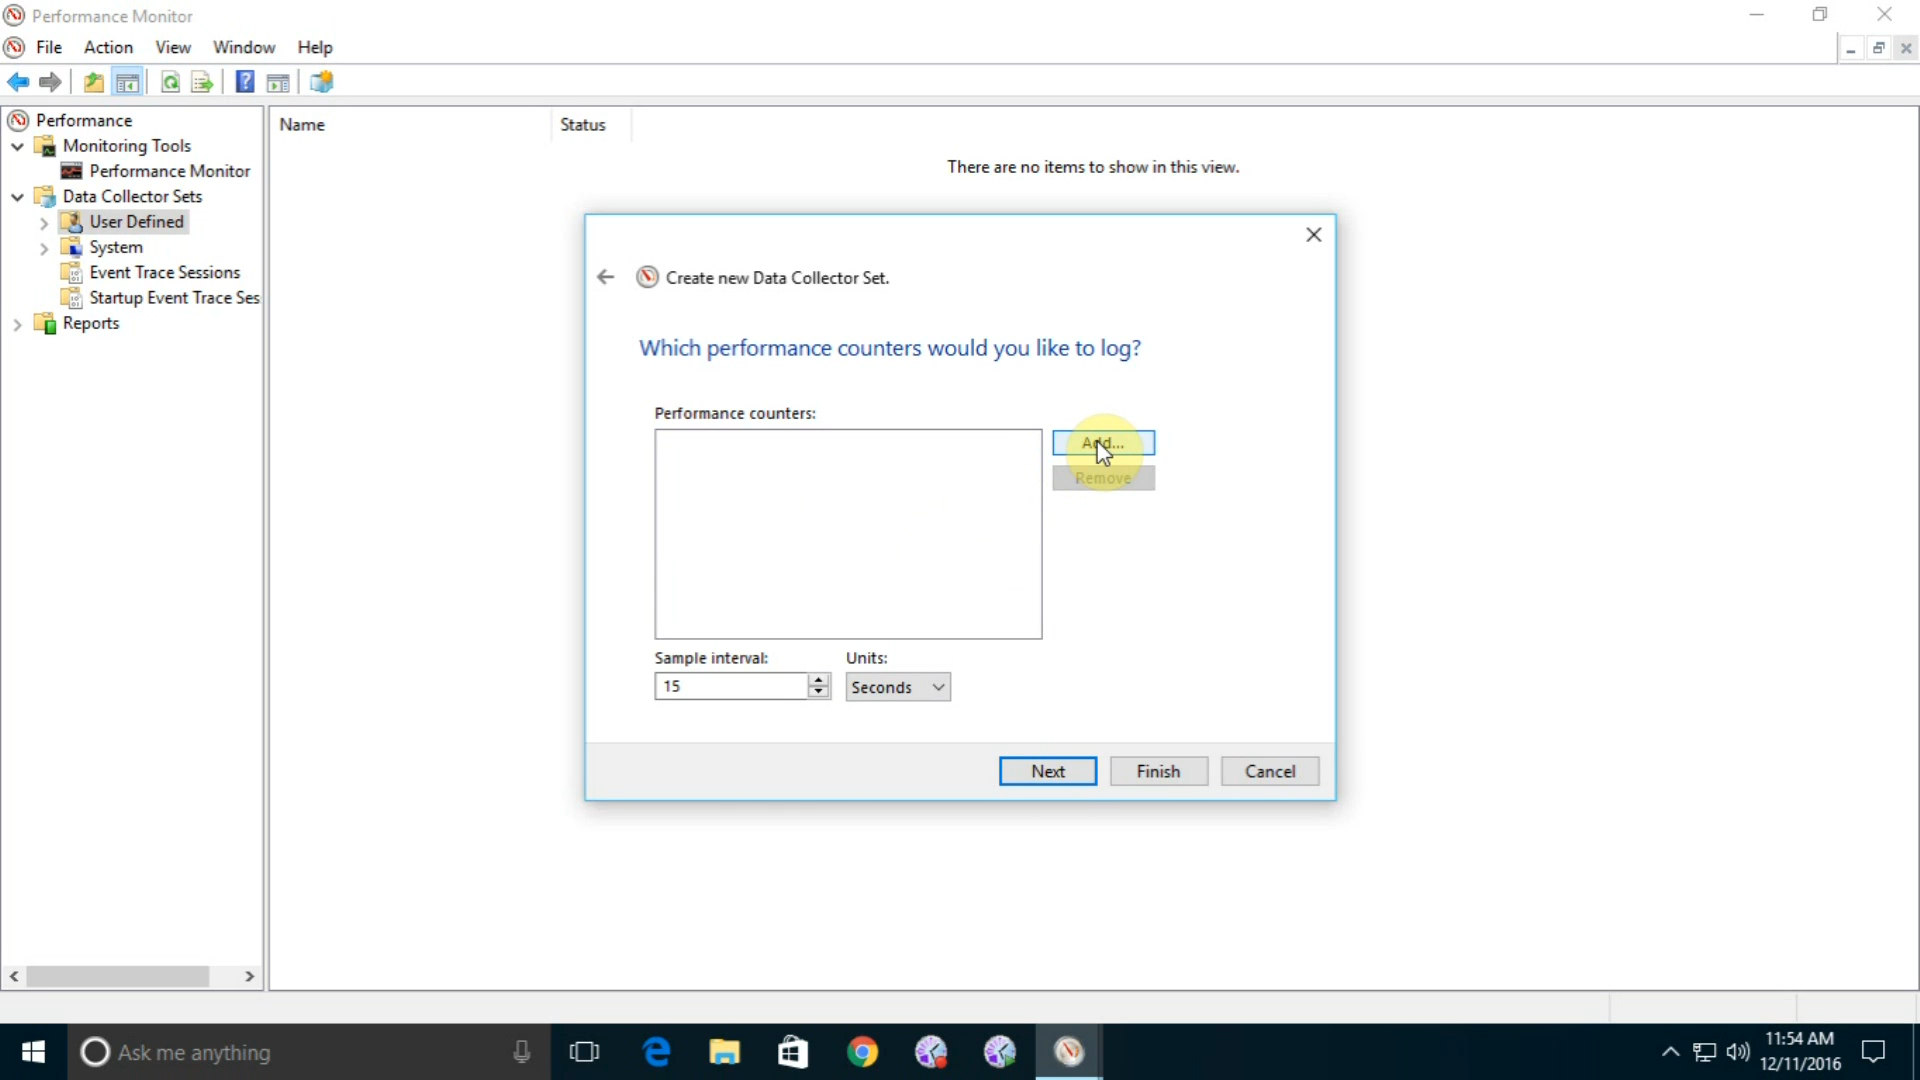 Performance Monitor
File Action View Window Help
Performance
Monitoring Tools
Performance Monitor
Data Collector Sets
User Defined
System
Event Trace Sessions
Startup Event Trace Ses
Reports
Name Status
There are no items to show in this view.
Create new Data Collector Set.
Which performance counters would you like to log?
Performance counters:
Add...
Remove
Sample interval: Units:
15 Seconds
Next Finish Cancel
Ask me anything
11:54 AM
12/11/2016